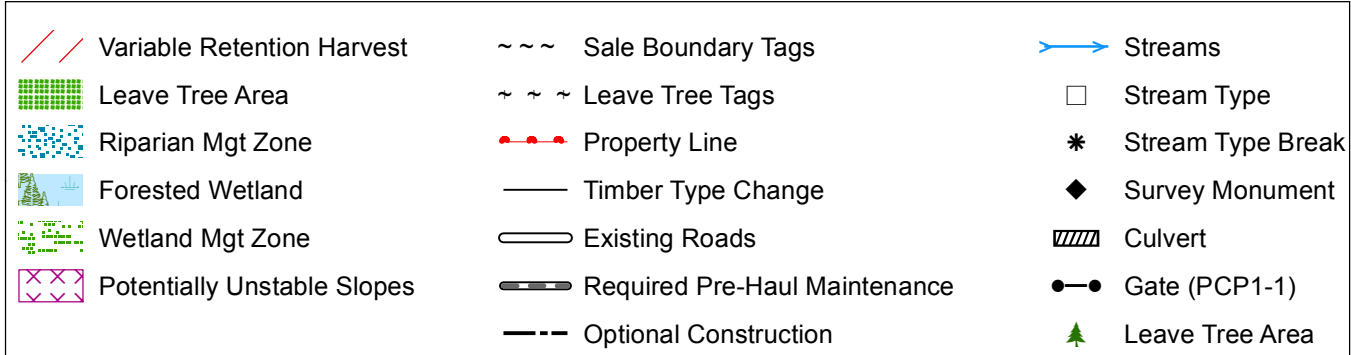 Variable Retention Harvest
Leave Tree Area
Riparian Mgt Zone
Forested Wetland
Wetland Mgt Zone
Potentially Unstable Slopes
Sale Boundary Tags
Leave Tree Tags
Property Line
Timber Type Change
Existing Roads
Required Pre-Haul Maintenance
Optional Construction
Streams
Stream Type
Stream Type Break
Survey Monument
Culvert
Gate (PCP1-1)
Leave Tree Area